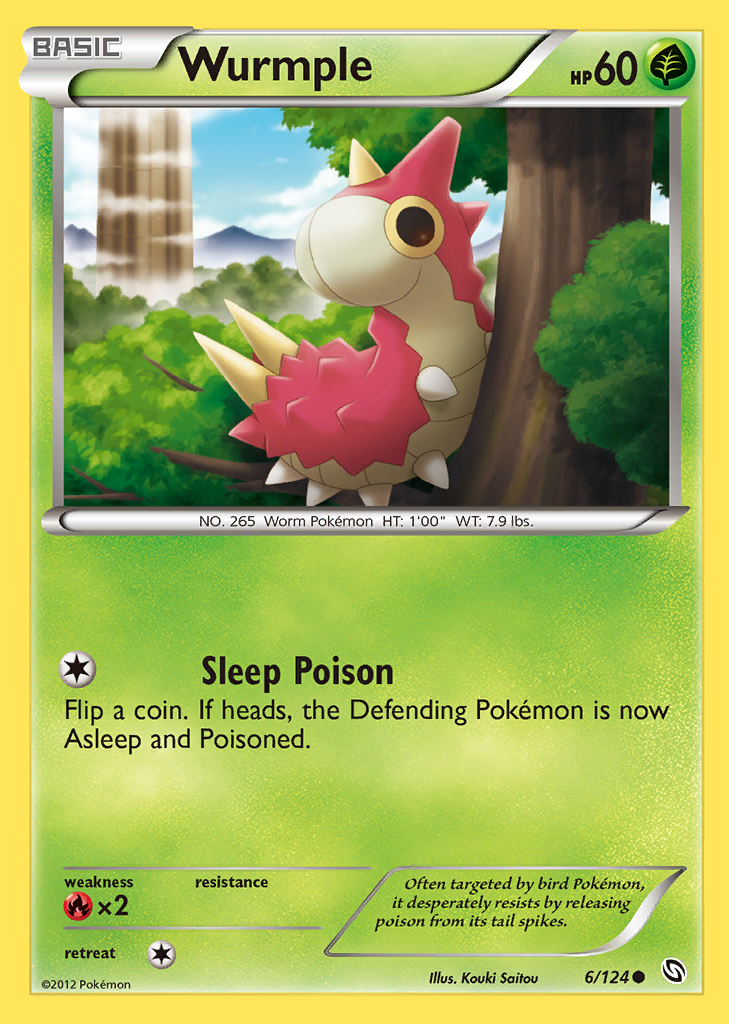 BASIC
Wurmple
HP60
NO. 265 Worm Pokémon HT: 1'00" WT: 7.9 lbs.
Sleep Poison
Flip a coin. If heads, the Defending Pokémon is now
Asleep and Poisoned.
weakness resistance
×2
Often targeted by bird Pokémon,
it desperately resists by releasing
poison from its tail spikes.
retreat
©2012 Pokémon
Illus. Kouki Saitou
6/124